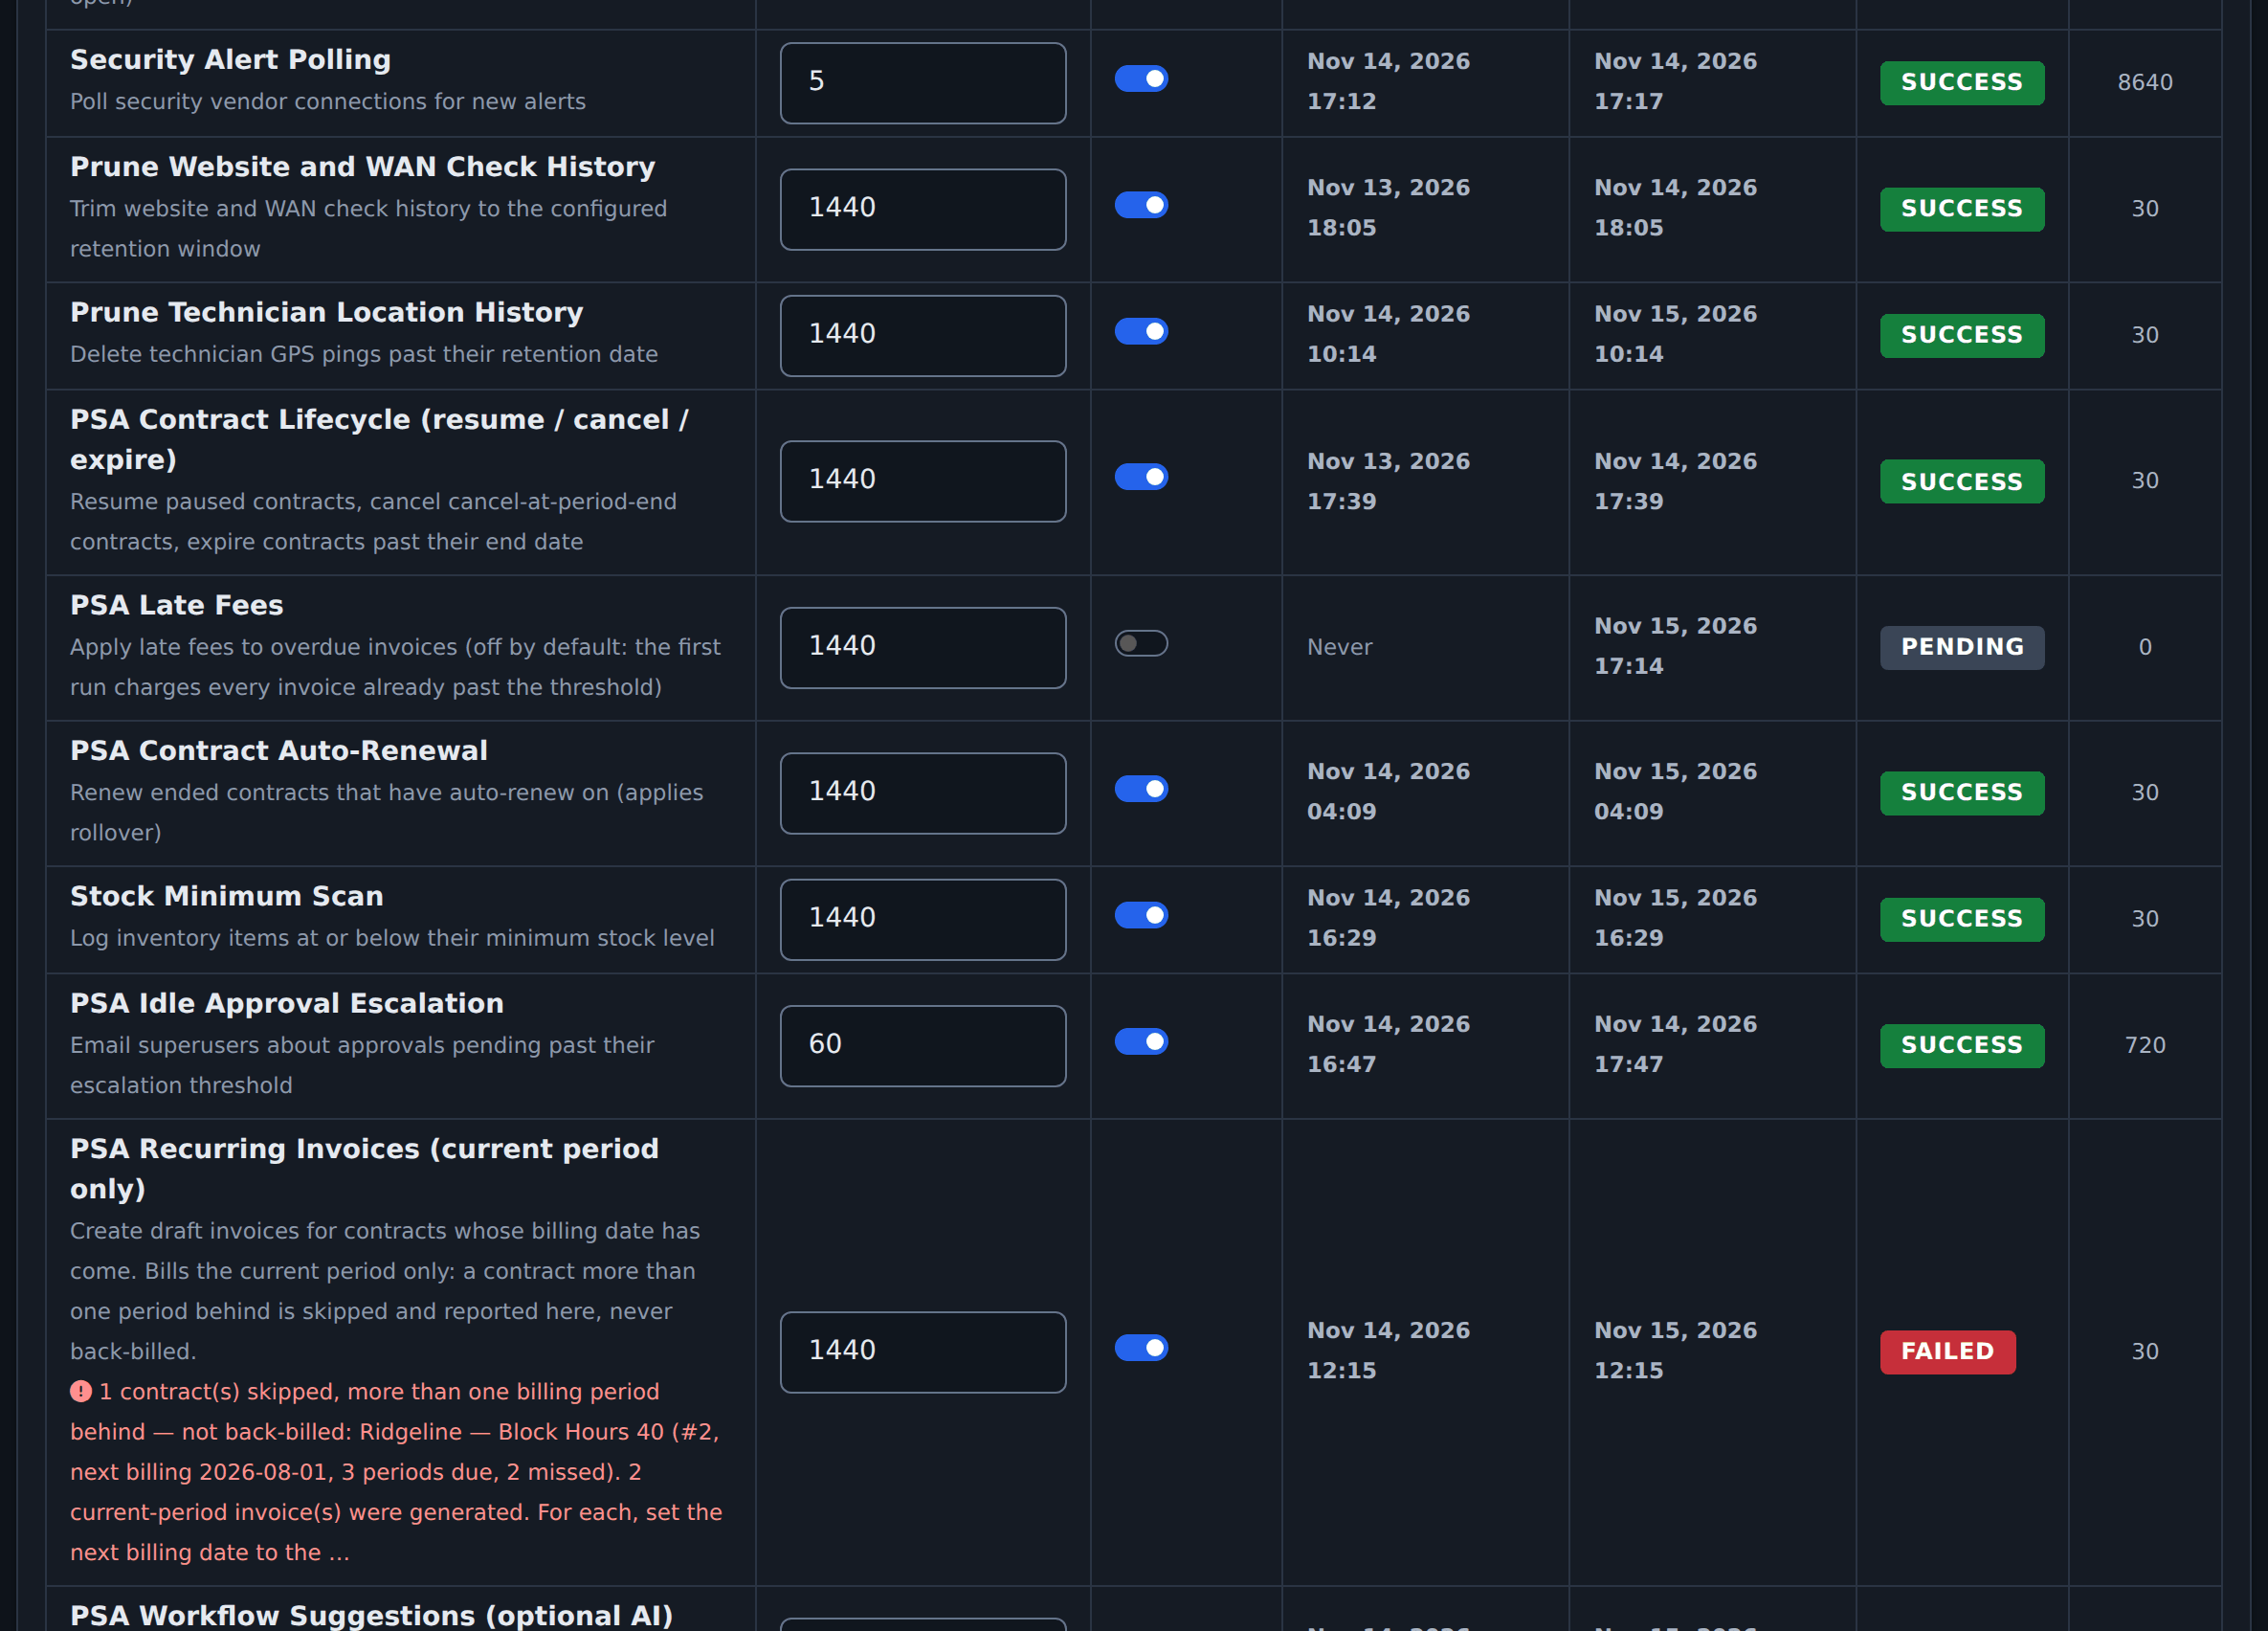 open)
Security Alert Polling
Poll security vendor connections for new alerts
5
Nov 14, 2026
17:12
Nov 14, 2026
17:17
SUCCESS
8640
Prune Website and WAN Check History
Trim website and WAN check history to the configured
retention window
1440
Nov 13, 2026
18:05
Nov 14, 2026
18:05
SUCCESS
30
Prune Technician Location History
Delete technician GPS pings past their retention date
1440
Nov 14, 2026
10:14
Nov 15, 2026
10:14
SUCCESS
30
PSA Contract Lifecycle (resume / cancel /
expire)
Resume paused contracts, cancel cancel-at-period-end
contracts, expire contracts past their end date
1440
Nov 13, 2026
17:39
Nov 14, 2026
17:39
SUCCESS
30
PSA Late Fees
Apply late fees to overdue invoices (off by default: the first
run charges every invoice already past the threshold)
1440
Never
Nov 15, 2026
17:14
PENDING
0
PSA Contract Auto-Renewal
Renew ended contracts that have auto-renew on (applies
rollover)
1440
Nov 14, 2026
04:09
Nov 15, 2026
04:09
SUCCESS
30
Stock Minimum Scan
Log inventory items at or below their minimum stock level
1440
Nov 14, 2026
16:29
Nov 15, 2026
16:29
SUCCESS
30
PSA Idle Approval Escalation
Email superusers about approvals pending past their
escalation threshold
60
Nov 14, 2026
16:47
Nov 14, 2026
17:47
SUCCESS
720
PSA Recurring Invoices (current period
only)
Create draft invoices for contracts whose billing date has
come. Bills the current period only: a contract more than
one period behind is skipped and reported here, never
back-billed.
1 contract(s) skipped, more than one billing period
behind — not back-billed: Ridgeline — Block Hours 40 (#2,
next billing 2026-08-01, 3 periods due, 2 missed). 2
current-period invoice(s) were generated. For each, set the
next billing date to the …
1440
Nov 14, 2026
12:15
Nov 15, 2026
12:15
FAILED
30
PSA Workflow Suggestions (optional AI)
Nov 14, 2026
Nov 15, 2026